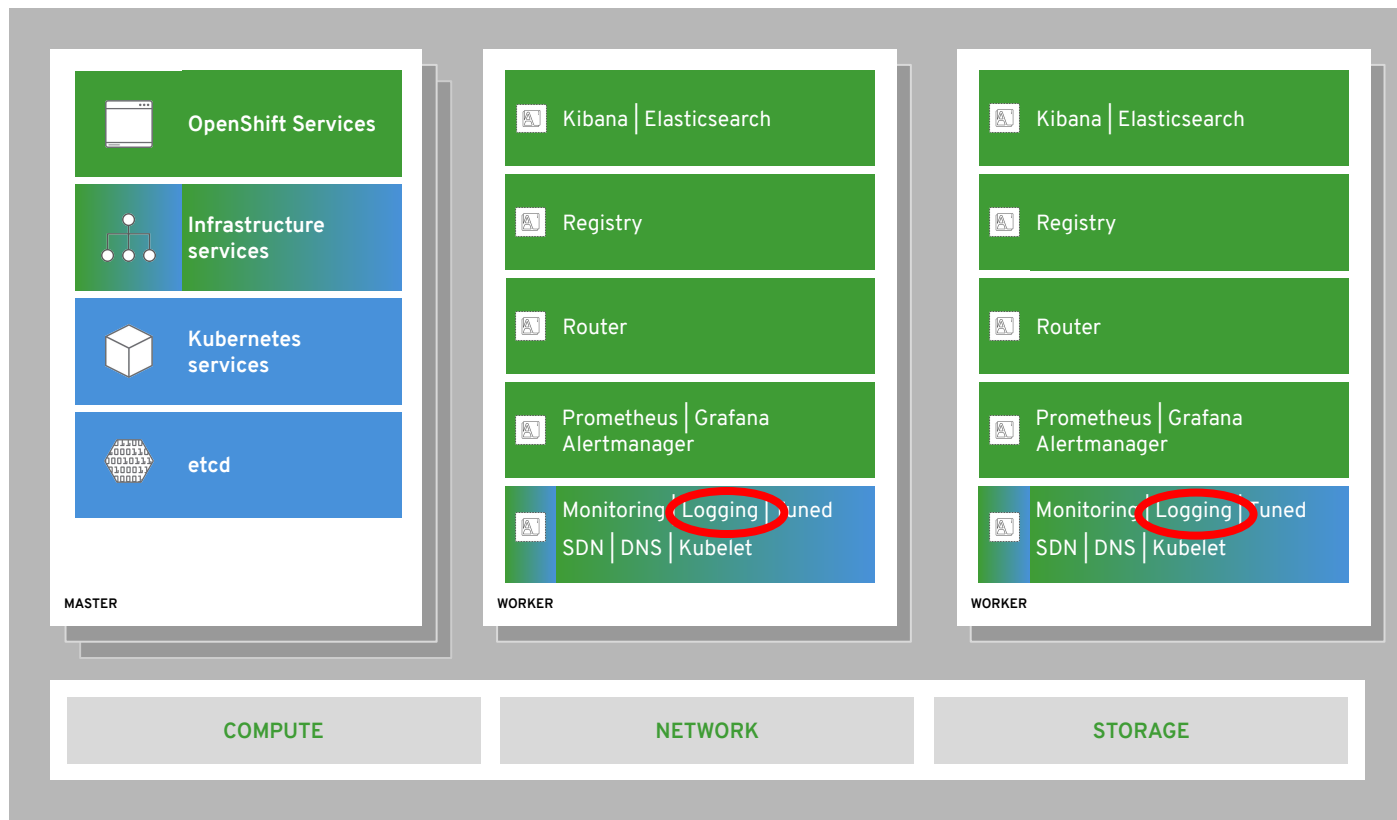 OpenShift Services
Infrastructure
services
Kubernetes
services
etcd
MASTER
Kibana | Elasticsearch
Registry
Router
Prometheus | Grafana
Alertmanager
Monitoring | Logging | Tuned
SDN | DNS | Kubelet
WORKER
Kibana | Elasticsearch
Registry
Router
Prometheus | Grafana
Alertmanager
Monitoring | Logging | Tuned
SDN | DNS | Kubelet
WORKER
COMPUTE
NETWORK
STORAGE